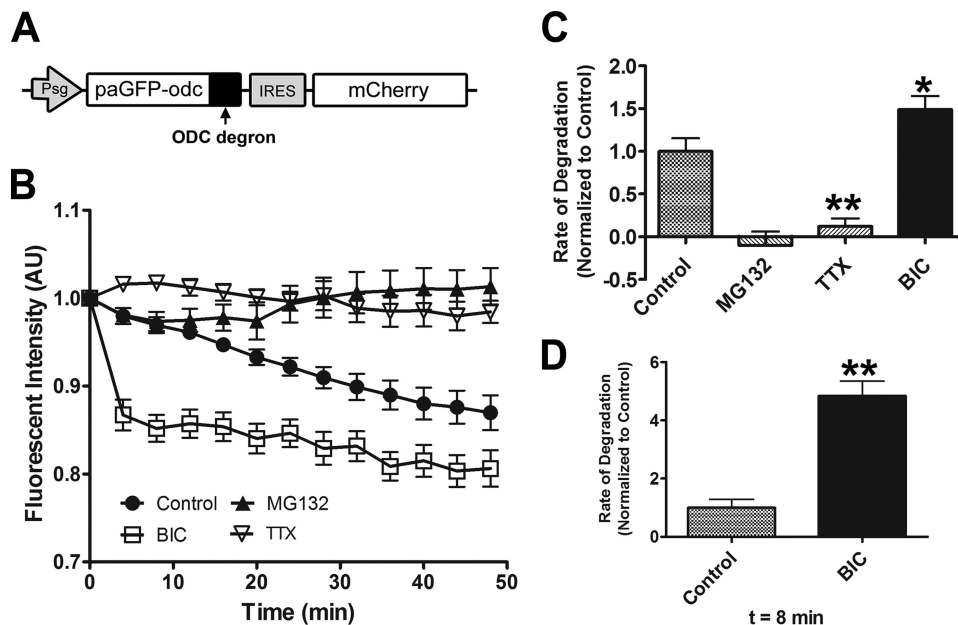 A
Psg
paGFP-odc
IRES
mCherry
ODC degron
B
Fluorescent Intensity (AU)
1.1
1.0
0.9
0.8
0.7
Control
MG132
BIC
TTX
0
10
20
30
40
50
Time (min)
C
Rate of Degradation
(Normalized to Control)
2.0
1.5
1.0
0.5
0.0
-0.5
**
*
Control
MG132
TTX
BIC
D
Rate of Degradation
(Normalized to Control)
6
4
2
0
**
Control
BIC
t = 8 min